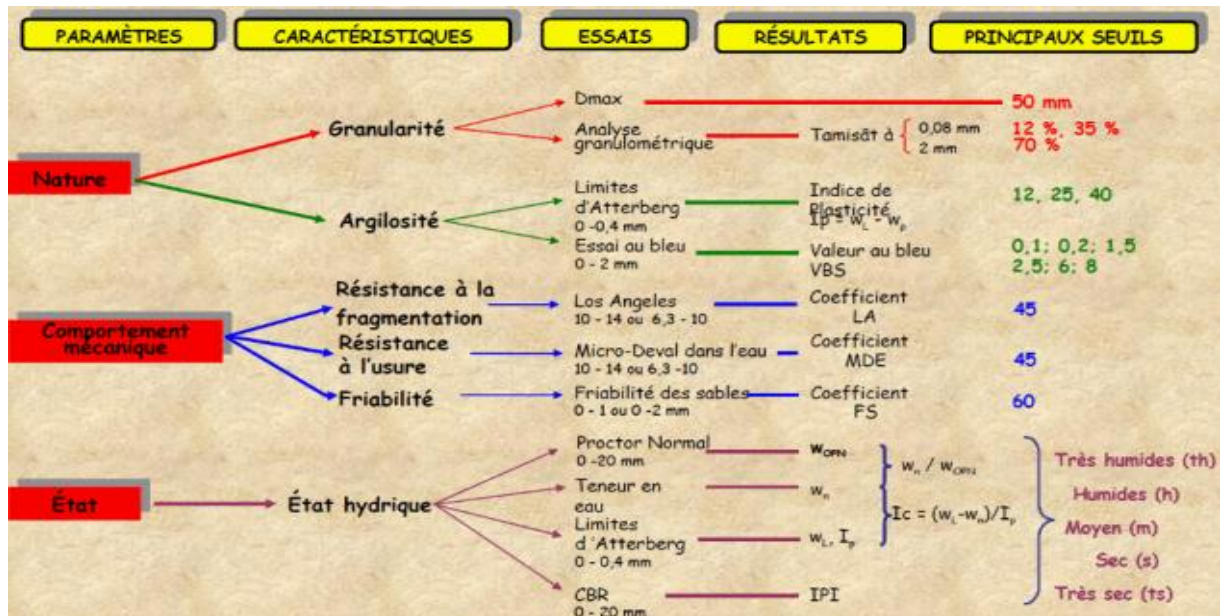 PARAMÈTRES CARACTÉRISTIQUES ESSAIS RÉSULTATS PRINCIPAUX SEUILS
Nature
Granularité
Dmax
50 mm
Analyse
granulométrique
Tamisât à
0,08 mm
2 mm
12 %, 35 %
70 %
Argilosité
Limites
d'Atterberg
0 -0,4 mm
Indice de
Plasticité
Ip = wL - wp
12, 25, 40
Essai au bleu
0 - 2 mm
Valeur au bleu
VBS
0,1; 0,2; 1,5
2,5; 6; 8
Comportement
mécanique
Résistance à la
fragmentation
Los Angeles
10 - 14 ou 6,3 - 10
Coefficient
LA
45
Résistance
à l'usure
Micro-Deval dans l'eau
10 - 14 ou 6,3 -10
Coefficient
MDE
45
Friabilité
Friabilité des sables
0 - 1 ou 0 -2 mm
Coefficient
FS
60
État
État hydrique
Proctor Normal
0 -20 mm
wOPN
Teneur en
eau
wn
Limites
d 'Atterberg
0 - 0,4 mm
wL, Ip
CBR
0 - 20 mm
IPI
wn / wOPN
Ic = (wL-wn)/Ip
Très humides (th)
Humides (h)
Moyen (m)
Sec (s)
Très sec (ts)